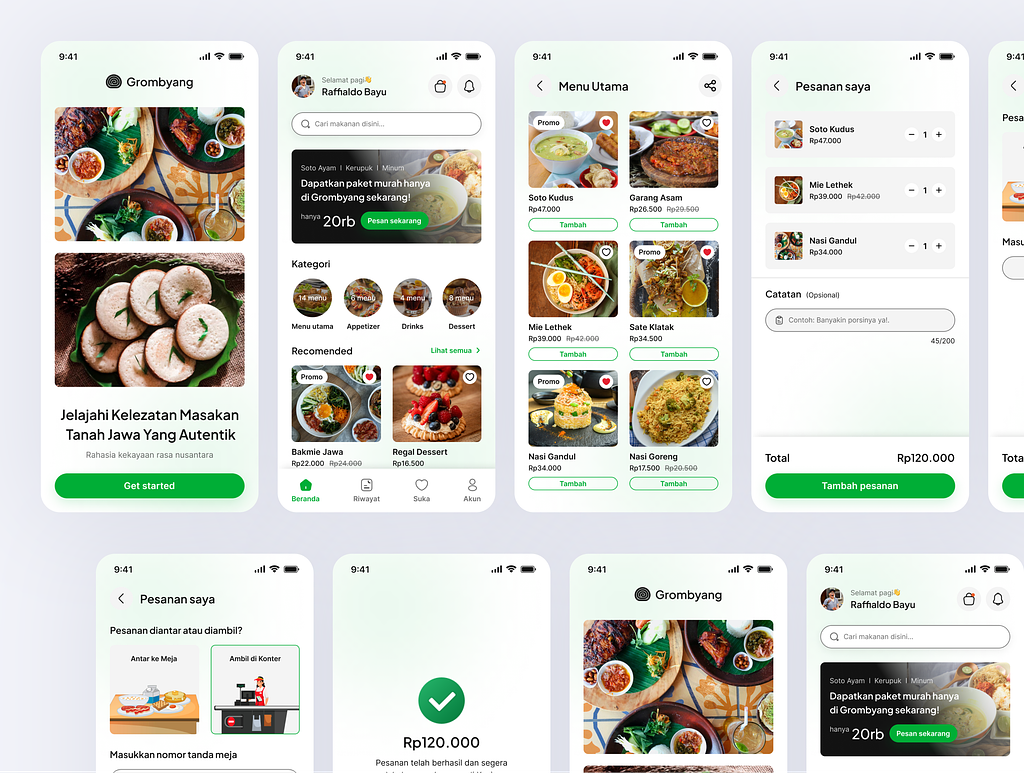 9:41
Grombyang
Jelajahi Kelezatan Masakan
Tanah Jawa Yang Autentik
Rahasia kekayaan rasa nusantara
Get started
9:41
Selamat pagi👋
Raffialdo Bayu
Cari makanan disini...
Soto Ayam | Kerupuk | Minum
Dapatkan paket murah hanya
di Grombyang sekarang!
hanya 20rb
Pesan sekarang
Kategori
14 menu
6 menu
4 menu
8 menu
Menu utama
Appetizer
Drinks
Dessert
Recomended
Lihat semua
Promo
Bakmie Jawa
Rp22.000 Rp24.000
Regal Dessert
Rp16.500
Beranda
Riwayat
Suka
Akun
9:41
Menu Utama
Promo
Soto Kudus
Rp47.000
Tambah
Garang Asam
Rp26.500 Rp29.500
Tambah
Mie Lethek
Rp39.000 Rp42.000
Tambah
Promo
Sate Klatak
Rp34.500
Tambah
Promo
Nasi Gandul
Rp34.000
Tambah
Nasi Goreng
Rp17.500 Rp20.500
Tambah
9:41
Pesanan saya
Soto Kudus
Rp47.000
− 1 +
Mie Lethek
Rp39.000 Rp42.000
− 1 +
Nasi Gandul
Rp34.000
− 1 +
Catatan (Opsional)
Contoh: Banyakin porsinya ya!.
45/200
Total
Rp120.000
Tambah pesanan
9:41
Pesanan saya
Pesanan diantar atau diambil?
Antar ke Meja
Ambil di Konter
Masukkan nomor tanda meja
9:41
Rp120.000
Pesanan telah berhasil dan segera
9:41
Grombyang
9:41
Selamat pagi👋
Raffialdo Bayu
Cari makanan disini...
Soto Ayam | Kerupuk | Minum
Dapatkan paket murah hanya
di Grombyang sekarang!
hanya 20rb
Pesan sekarang